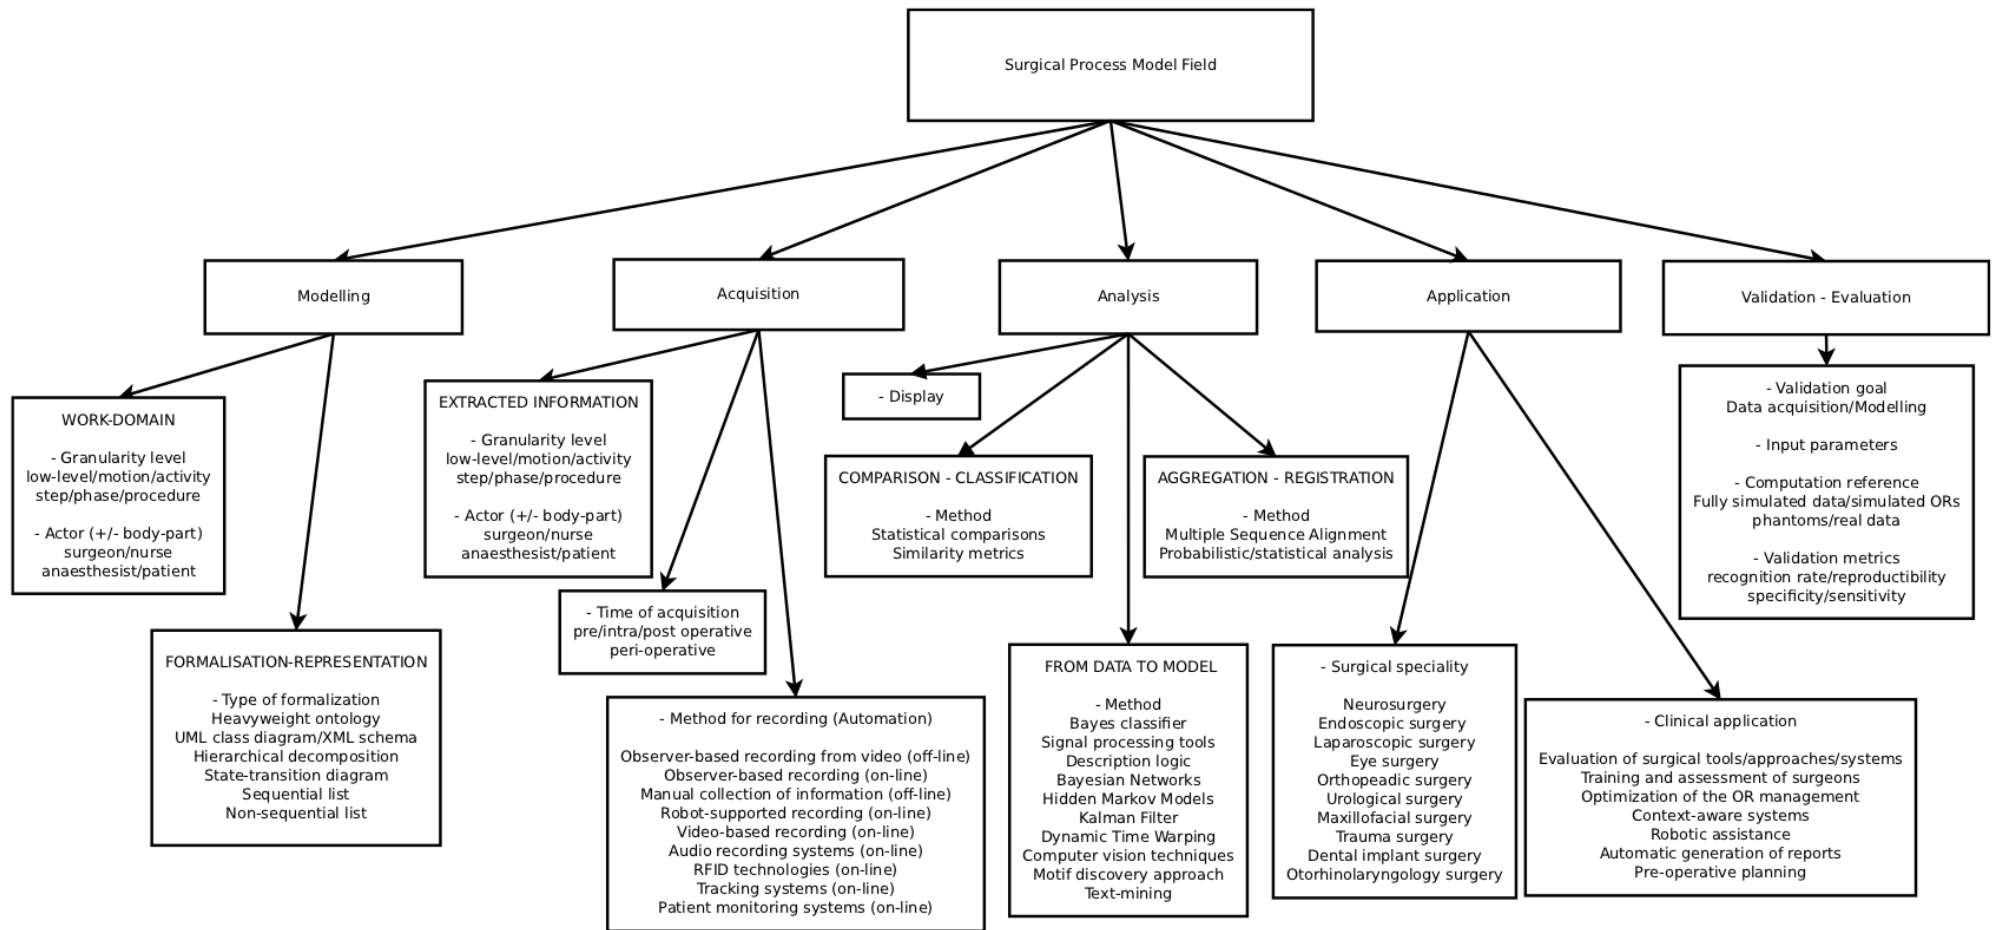 Surgical Process Model Field
Modelling
Acquisition
Analysis
Application
Validation - Evaluation
WORK-DOMAIN
- Granularity level
low-level/motion/activity
step/phase/procedure
- Actor (+/- body-part)
surgeon/nurse
anaesthesist/patient
FORMALISATION-REPRESENTATION
- Type of formalization
Heavyweight ontology
UML class diagram/XML schema
Hierarchical decomposition
State-transition diagram
Sequential list
Non-sequential list
EXTRACTED INFORMATION
- Granularity level
low-level/motion/activity
step/phase/procedure
- Actor (+/- body-part)
surgeon/nurse
anaesthesist/patient
- Time of acquisition
pre/intra/post operative
peri-operative
- Method for recording (Automation)
Observer-based recording from video (off-line)
Observer-based recording (on-line)
Manual collection of information (off-line)
Robot-supported recording (on-line)
Video-based recording (on-line)
Audio recording systems (on-line)
RFID technologies (on-line)
Tracking systems (on-line)
Patient monitoring systems (on-line)
- Display
COMPARISON - CLASSIFICATION
- Method
Statistical comparisons
Similarity metrics
AGGREGATION - REGISTRATION
- Method
Multiple Sequence Alignment
Probabilistic/statistical analysis
FROM DATA TO MODEL
- Method
Bayes classifier
Signal processing tools
Description logic
Bayesian Networks
Hidden Markov Models
Kalman Filter
Dynamic Time Warping
Computer vision techniques
Motif discovery approach
Text-mining
- Surgical speciality
Neurosurgery
Endoscopic surgery
Laparoscopic surgery
Eye surgery
Orthopeadic surgery
Urological surgery
Maxillofacial surgery
Trauma surgery
Dental implant surgery
Otorhinolaryngology surgery
- Clinical application
Evaluation of surgical tools/approaches/systems
Training and assessment of surgeons
Optimization of the OR management
Context-aware systems
Robotic assistance
Automatic generation of reports
Pre-operative planning
- Validation goal
Data acquisition/Modelling
- Input parameters
- Computation reference
Fully simulated data/simulated ORs
phantoms/real data
- Validation metrics
recognition rate/reproductibility
specificity/sensitivity